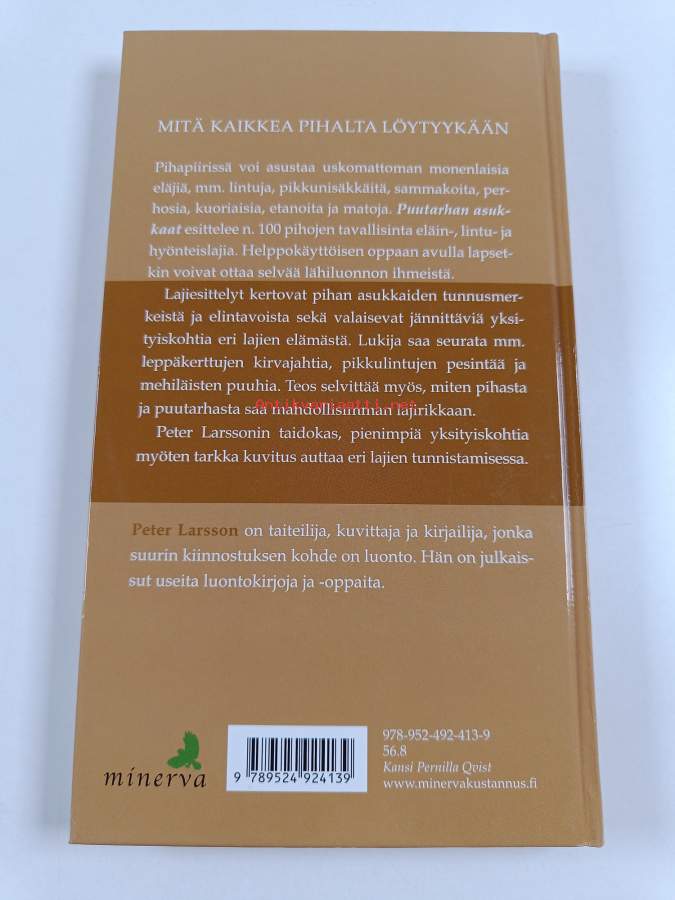 MITÄ KAIKKEA PIHALTA LÖYTYYKÄÄN
Pihapiirissä voi asustaa uskomattoman monenlaisia
eläjiä, mm. lintuja, pikkunisäkkäitä, sammakoita, per-
hosia, kuoriaisia, etanoita ja matoja. Puutarhan asuk-
kaat esittelee n. 100 pihojen tavallisinta eläin-, lintu- ja
hyönteislajia. Helppokäyttöisen oppaan avulla lapset-
kin voivat ottaa selvää lähiluonnon ihmeistä.
Lajiesittelyt kertovat pihan asukkaiden tunnusmer-
keistä ja elintavoista sekä valaisevat jännittäviä yksi-
tyiskohtia eri lajien elämästä. Lukija saa seurata mm.
leppäkerttujen kirvajahtia, pikkulintujen pesintää ja
mehiläisten puuhia. Teos selvittää myös, miten pihasta
ja puutarhasta saa mahdollisimman lajirikkaan.
Antikvariaatti.net
Peter Larssonin taidokas, pienimpiä yksityiskohtia
myöten tarkka kuvitus auttaa eri lajien tunnistamisessa.
Peter Larsson on taiteilija, kuvittaja ja kirjailija, jonka
suurin kiinnostuksen kohde on luonto. Hän on julkais-
sut useita luontokirjoja ja -oppaita.
minerva
9 789524 924139
978-952-492-413-9
56.8
Kansi Pernilla Qvist
www.minervakustannus.fi